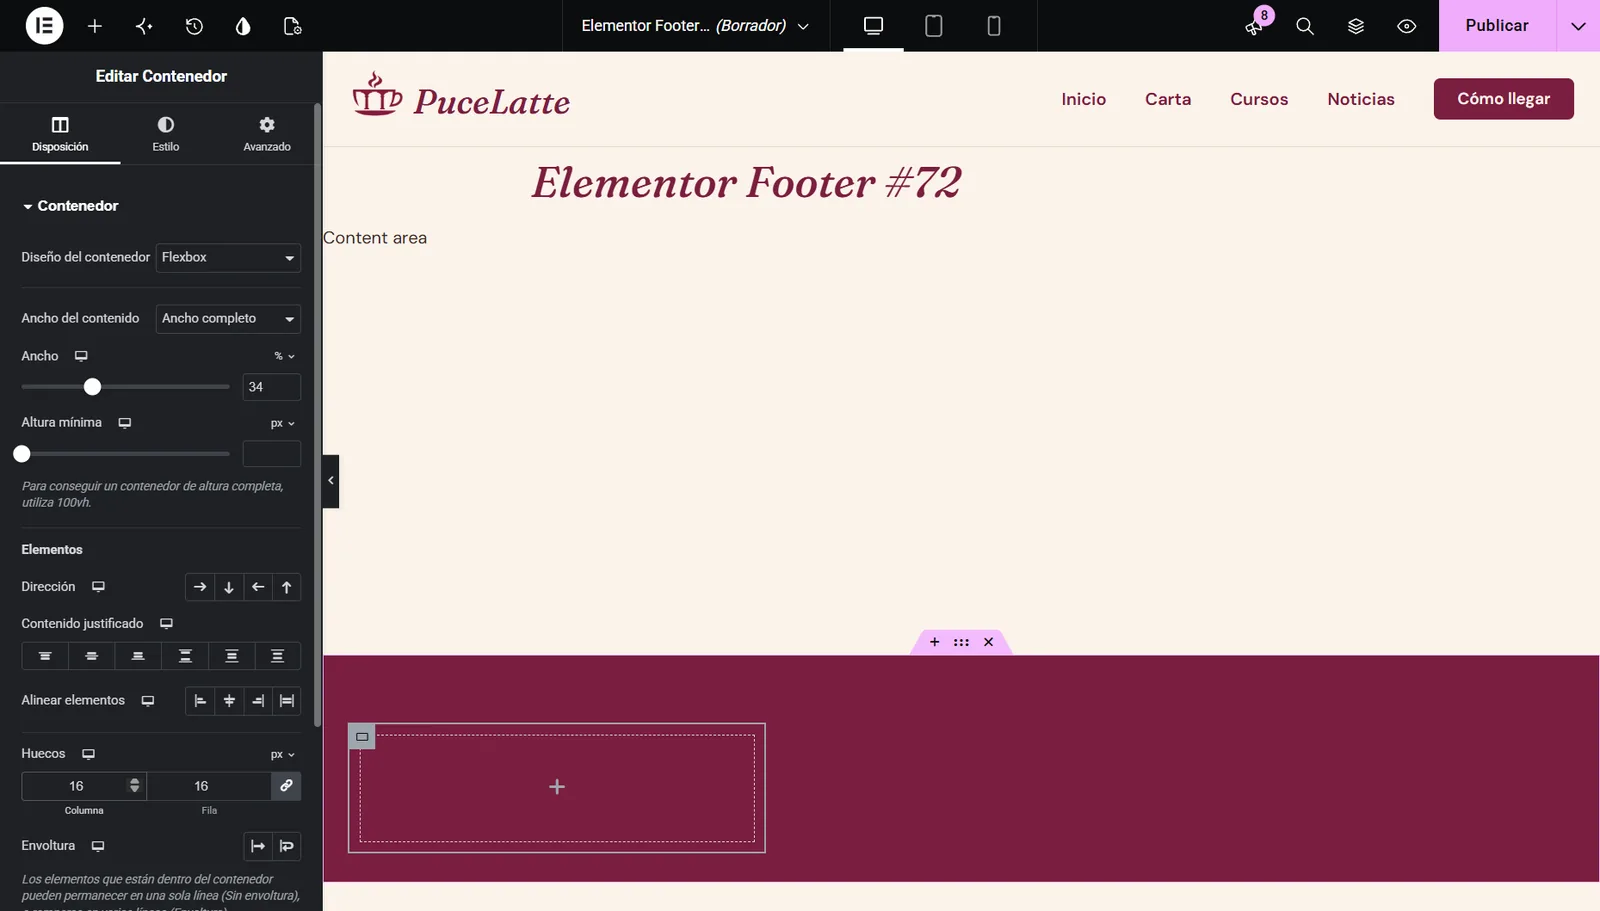 Elementor Footer... (Borrador)
8
Publicar
Editar Contenedor
Disposición
Estilo
Avanzado
Contenedor
Diseño del contenedor
Flexbox
Ancho del contenido
Ancho completo
Ancho
%
34
Altura mínima
px
Para conseguir un contenedor de altura completa,
utiliza 100vh.
Elementos
Dirección
Contenido justificado
Alinear elementos
Huecos
px
16
16
Columna
Fila
Envoltura
Los elementos que están dentro del contenedor
pueden permanecer en una sola línea (Sin envoltura),
PuceLatte
Inicio
Carta
Cursos
Noticias
Cómo llegar
Elementor Footer #72
Content area